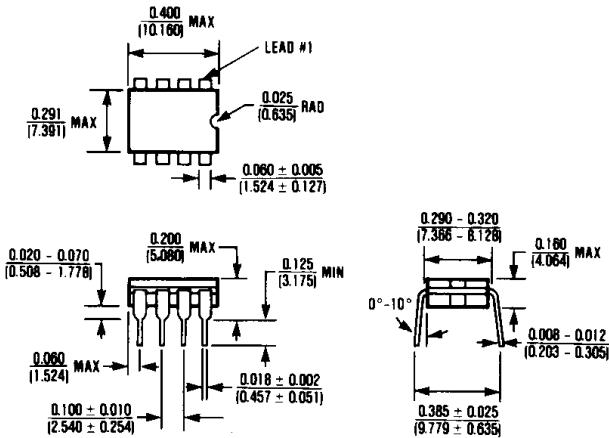 0.400
(10.160) MAX
LEAD #1
0.291
(7.391) MAX
0.025
(0.635) RAD
0.060 ± 0.005
(1.524 ± 0.127)
0.290 - 0.320
(7.366 - 8.128)
0.020 - 0.070
(0.508 - 1.778)
0.200
(5.080) MAX
0.125
(3.175) MIN
0.160
(4.064) MAX
0°-10°
0.008 - 0.012
(0.203 - 0.305)
0.060
(1.524) MAX
0.018 ± 0.002
(0.457 ± 0.051)
0.100 ± 0.010
(2.540 ± 0.254)
0.385 ± 0.025
(9.779 ± 0.635)